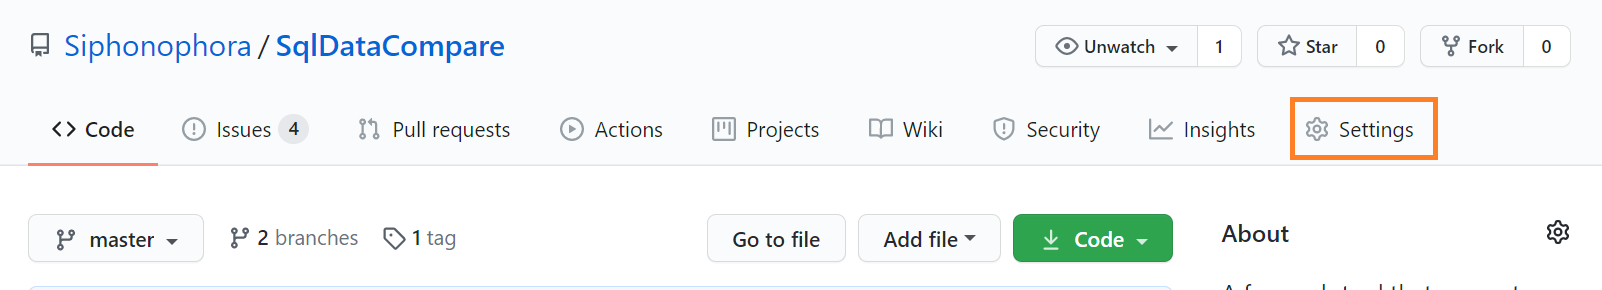 Siphonophora / SqlDataCompare Unwatch 1 Star 0 Fork 0
Code Issues 4 Pull requests Actions Projects Wiki Security Insights Settings
master 2 branches 1 tag Go to file Add file Code About